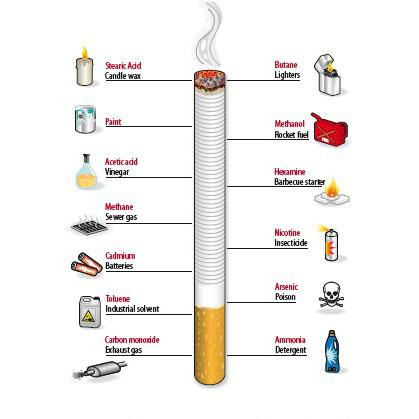 Stearic Acid
Candle wax
Paint
Acetic acid
Vinegar
Methane
Sewer gas
Cadmium
Batteries
Toluene
Industrial solvent
Carbon monoxide
Exhaust gas
Butane
Lighters
Methanol
Rocket fuel
Hexamine
Barbecue starter
Nicotine
Insecticide
Arsenic
Poison
Ammonia
Detergent